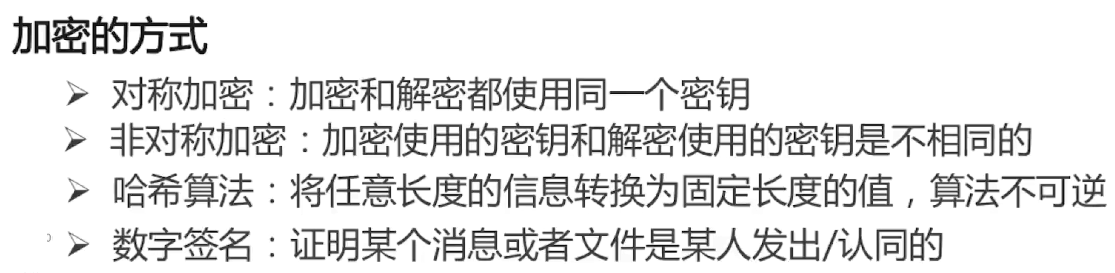 加密的方式
➢ 对称加密：加密和解密都使用同一个密钥
➢ 非对称加密：加密使用的密钥和解密使用的密钥是不相同的
➢ 哈希算法：将任意长度的信息转换为固定长度的值，算法不可逆
➢ 数字签名：证明某个消息或者文件是某人发出/认同的